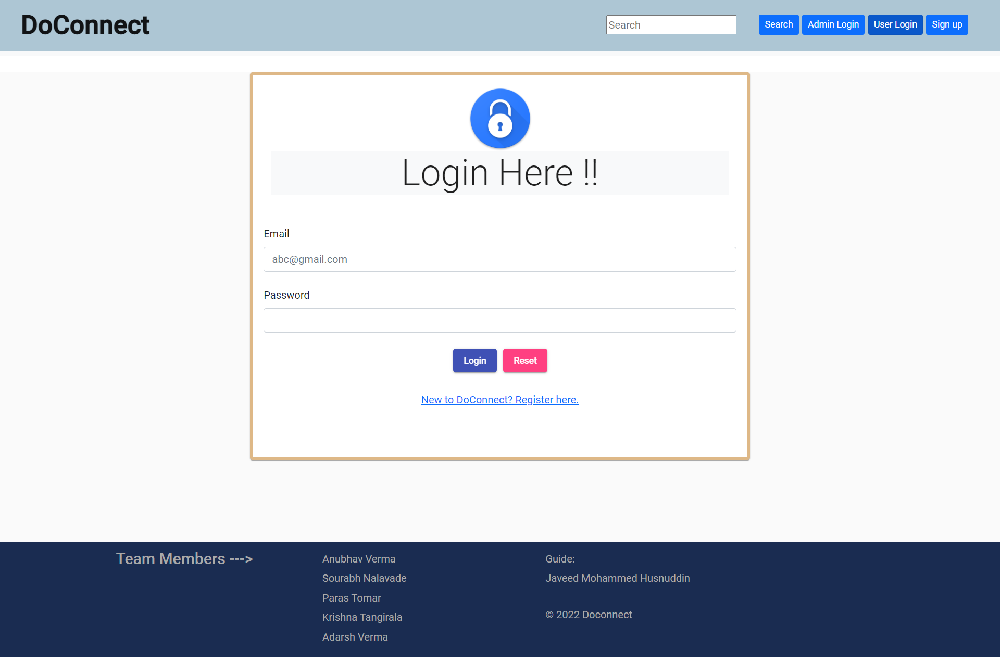 DoConnect
Search
Search
Admin Login
User Login
Sign up
Login Here !!
Email
abc@gmail.com
Password
Login
Reset
New to DoConnect? Register here.
Team Members --->
Anubhav Verma
Sourabh Nalavade
Paras Tomar
Krishna Tangirala
Adarsh Verma
Guide:
Javeed Mohammed Husnuddin
© 2022 Doconnect